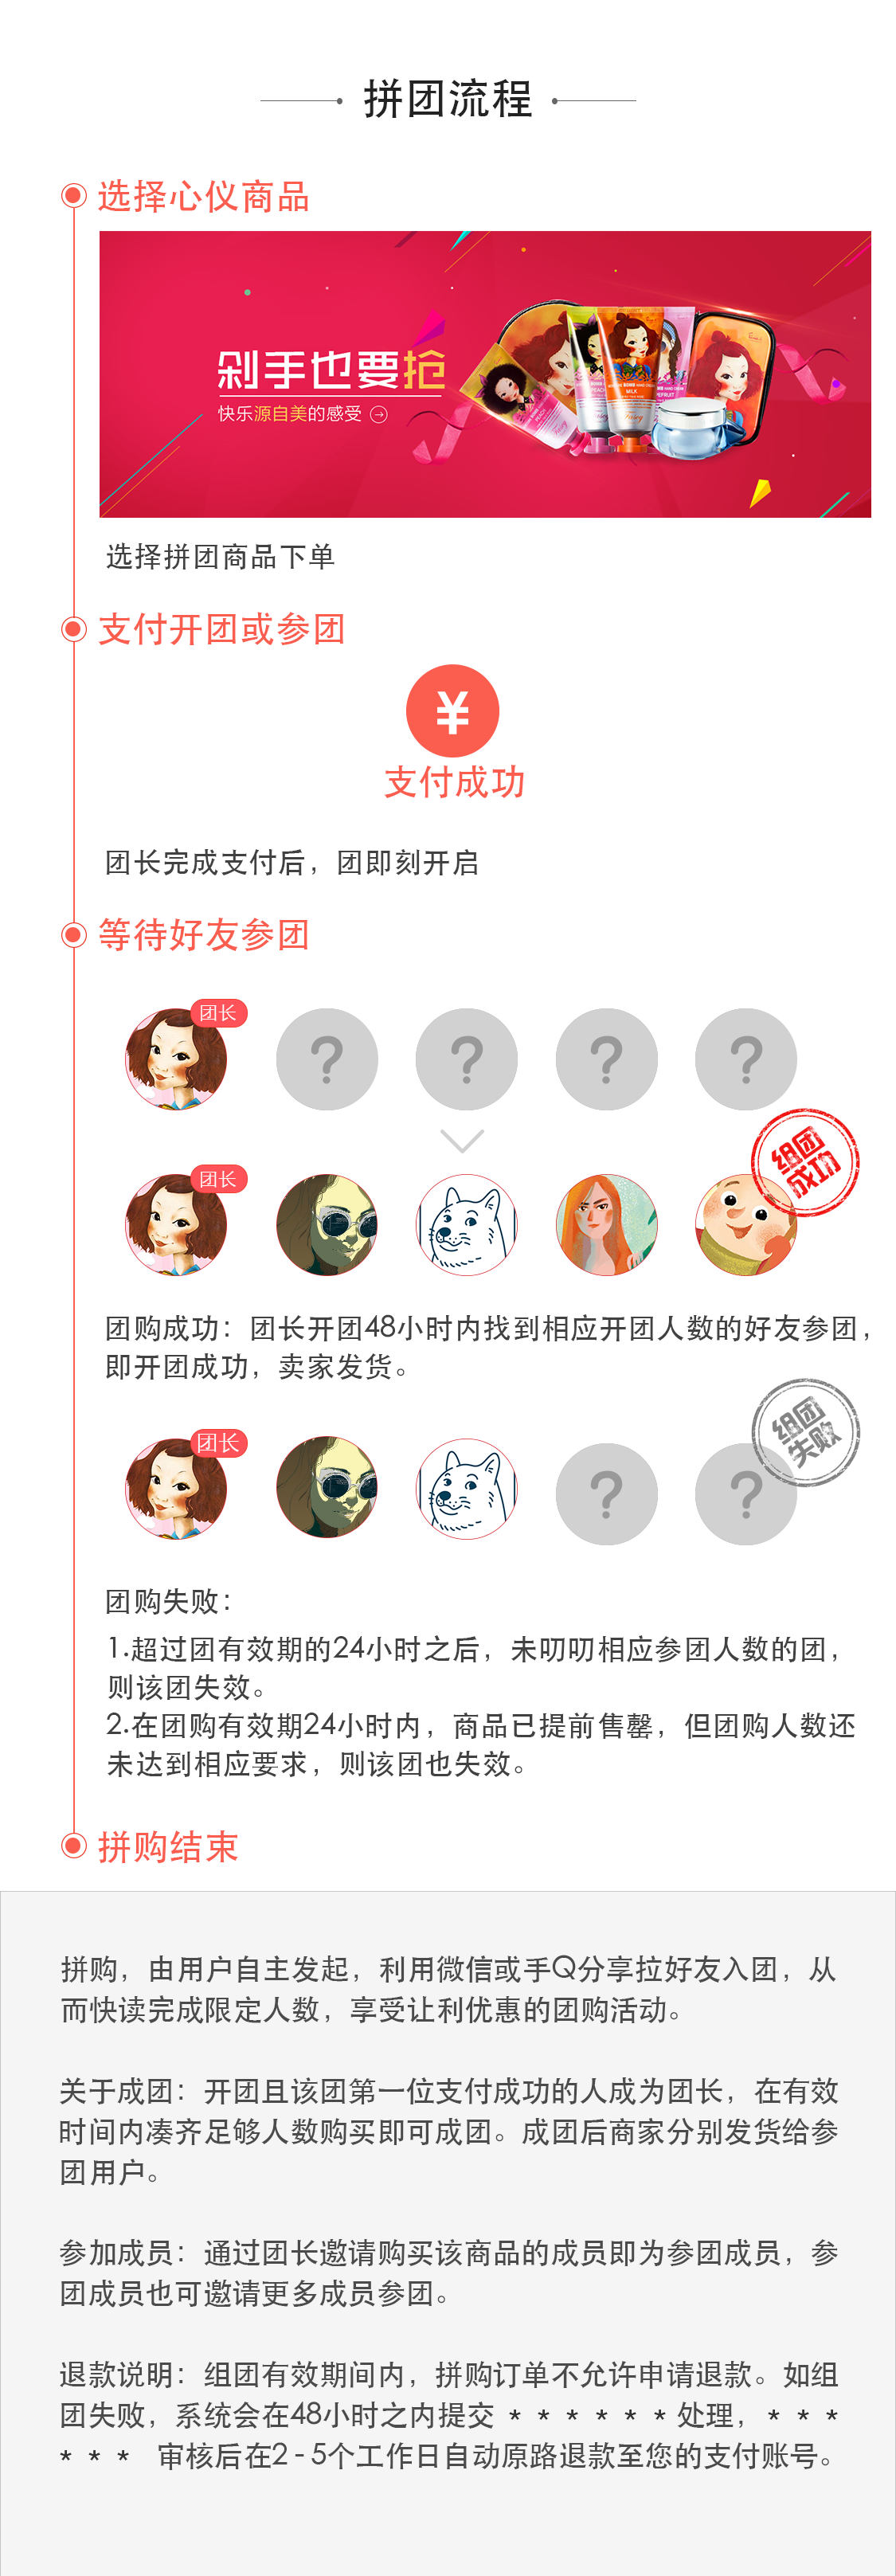 拼团流程
选择心仪商品
剁手也要抢
快乐源自美的感受
选择拼团商品下单
支付开团或参团
¥
支付成功
团长完成支付后，团即刻开启
等待好友参团
团长
? ? ? ?
组团
成功
团长
团购成功：团长开团48小时内找到相应开团人数的好友参团，
即开团成功，卖家发货。
组团
失败
团长
? ?
团购失败：
1.超过团有效期的24小时之后，未叨叨相应参团人数的团，
则该团失效。
2.在团购有效期24小时内，商品已提前售罄，但团购人数还
未达到相应要求，则该团也失效。
拼购结束
拼购，由用户自主发起，利用微信或手Q分享拉好友入团，从
而快读完成限定人数，享受让利优惠的团购活动。
关于成团：开团且该团第一位支付成功的人成为团长，在有效
时间内凑齐足够人数购买即可成团。成团后商家分别发货给参
团用户。
参加成员：通过团长邀请购买该商品的成员即为参团成员，参
团成员也可邀请更多成员参团。
退款说明：组团有效期间内，拼购订单不允许申请退款。如组
团失败，系统会在48小时之内提交 * * * * * * 处理，* * *
* * * 审核后在2-5个工作日自动原路退款至您的支付账号。